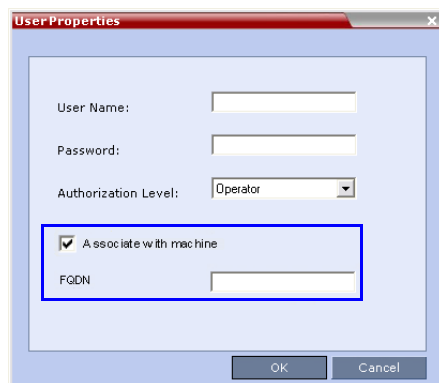 User Properties
User Name:
Password:
Authorization Level: Operator
Associate with machine
FQDN
OK Cancel